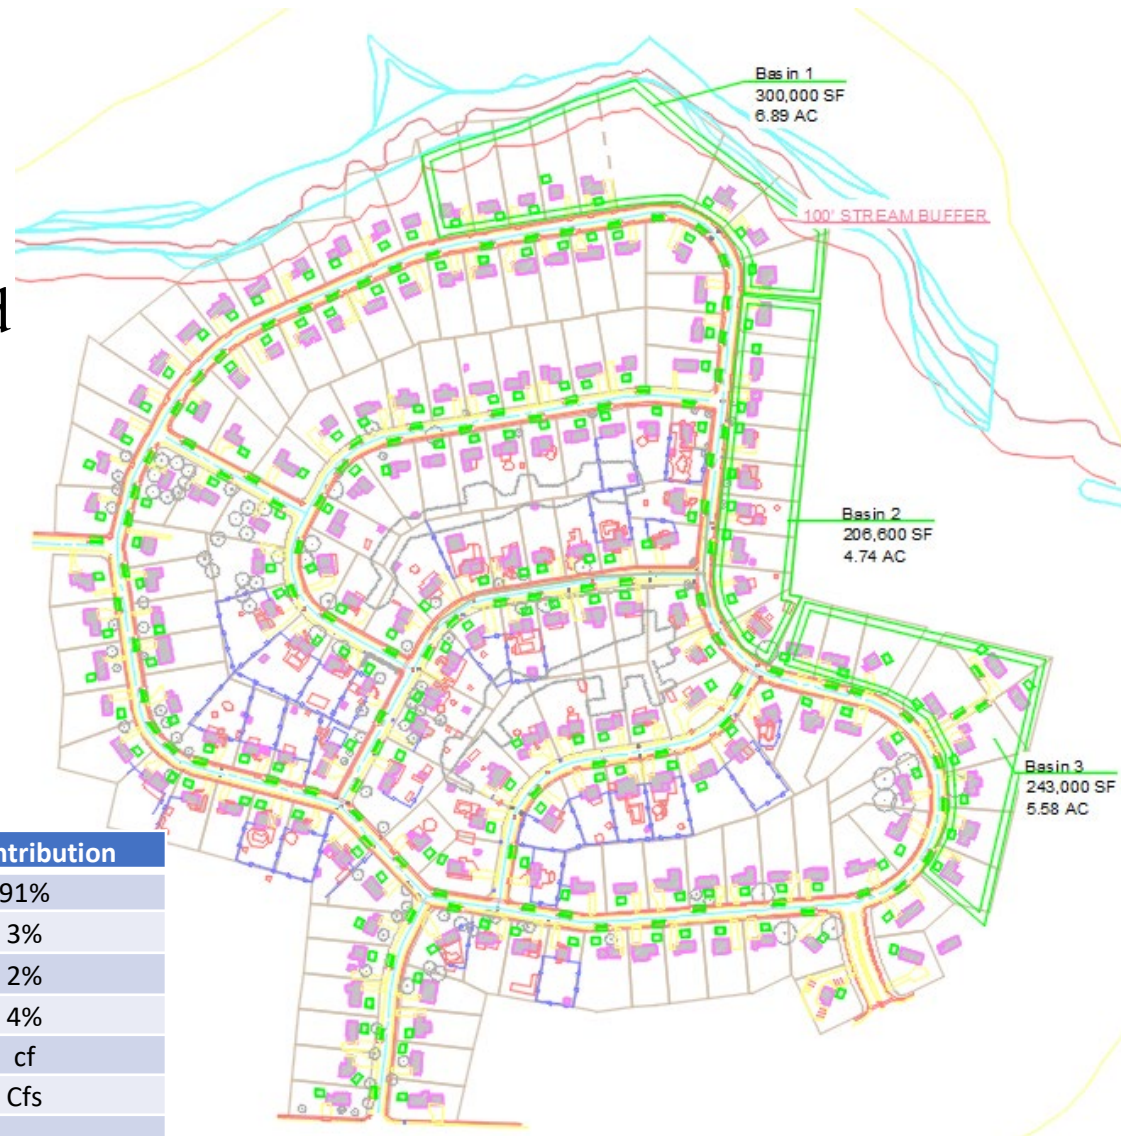 Basin 1
300,000 SF
6.89 AC
100' STREAM BUFFER
d
Basin 2
206,600 SF
4.74 AC
Basin 3
243,000 SF
5.58 AC
ntribution
91%
3%
2%
4%
cf
Cfs